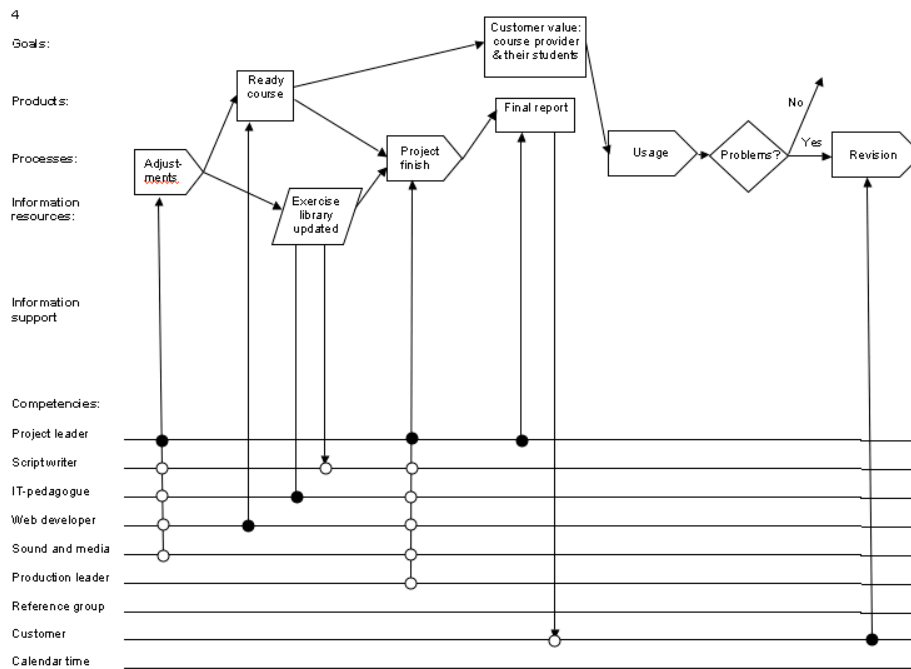 4
Goals:
Customer value:
course provider
& their students
Ready
course
Products:
Final report
No
Processes:
Adjust-
ments
Project
finish
Usage
Problems?
Yes
Revision
Information
resources:
Exercise
library
updated
Information
support
Competencies:
Project leader
Scriptwriter
IT-pedagogue
Web developer
Sound and media
Production leader
Reference group
Customer
Calendar time